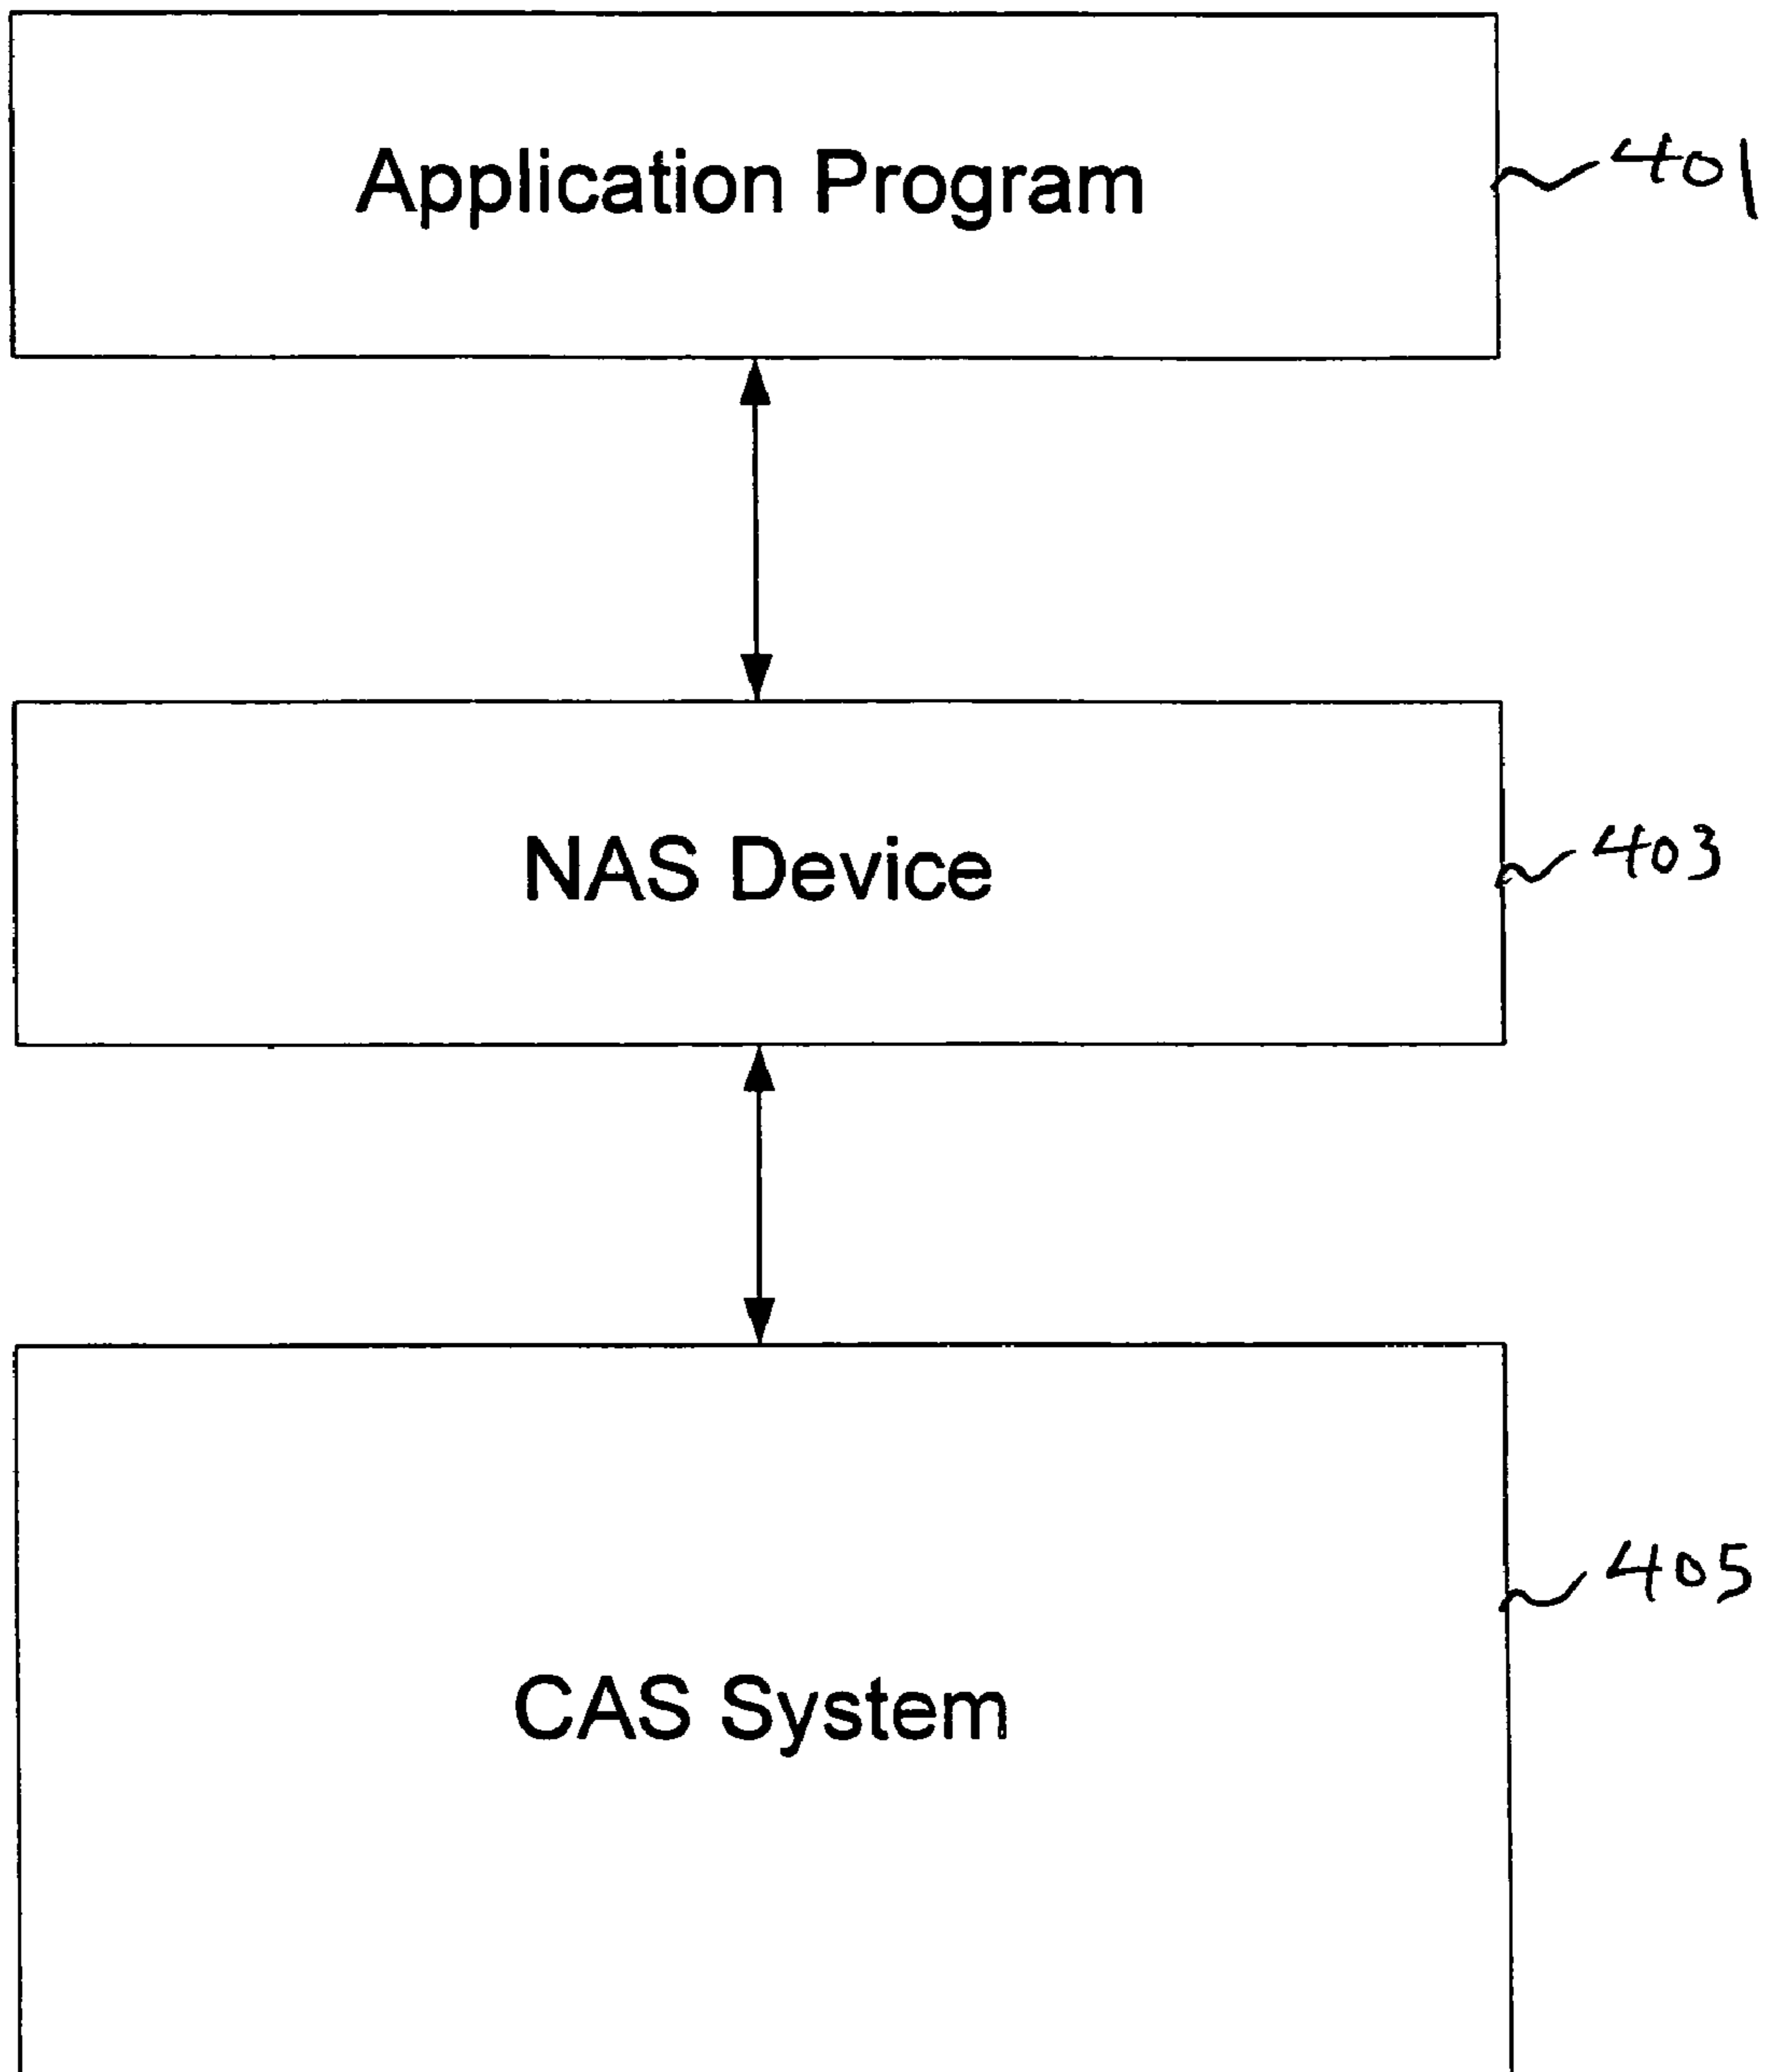 Application Program
401
NAS Device
403
CAS System
405